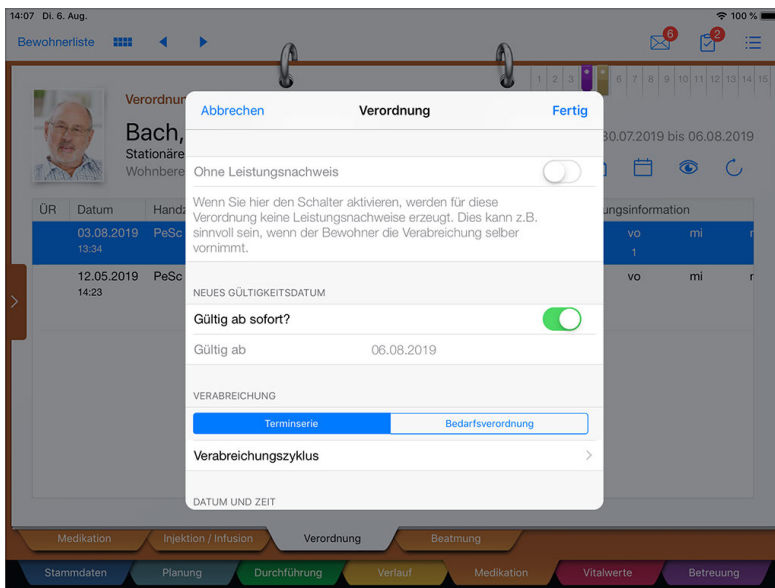 14:07 Di. 6. Aug.
100 %
Bewohnerliste
6
2
1 2 3 6 7 8 9 10 11 12 13 14 15
Abbrechen Verordnung Fertig
Bach,
30.07.2019 bis 06.08.2019
Ohne Leistungsnachweis
Wenn Sie hier den Schalter aktivieren, werden für diese
Verordnung keine Leistungsnachweise erzeugt. Dies kann z.B.
sinnvoll sein, wenn der Bewohner die Verabreichung selber
vornimmt.
ÜR Datum
03.08.2019 PeSc vo mi
13:34 1
12.05.2019 PeSc vo mi
14:23
NEUES GÜLTIGKEITSDATUM
Gültig ab sofort?
Gültig ab 06.08.2019
VERABREICHUNG
Terminserie Bedarfsverordnung
Verabreichungszyklus
DATUM UND ZEIT
Medikation Injektion / Infusion Verordnung Beatmung
Stammdaten Planung Durchführung Verlauf Medikation Vitalwerte Betreuung